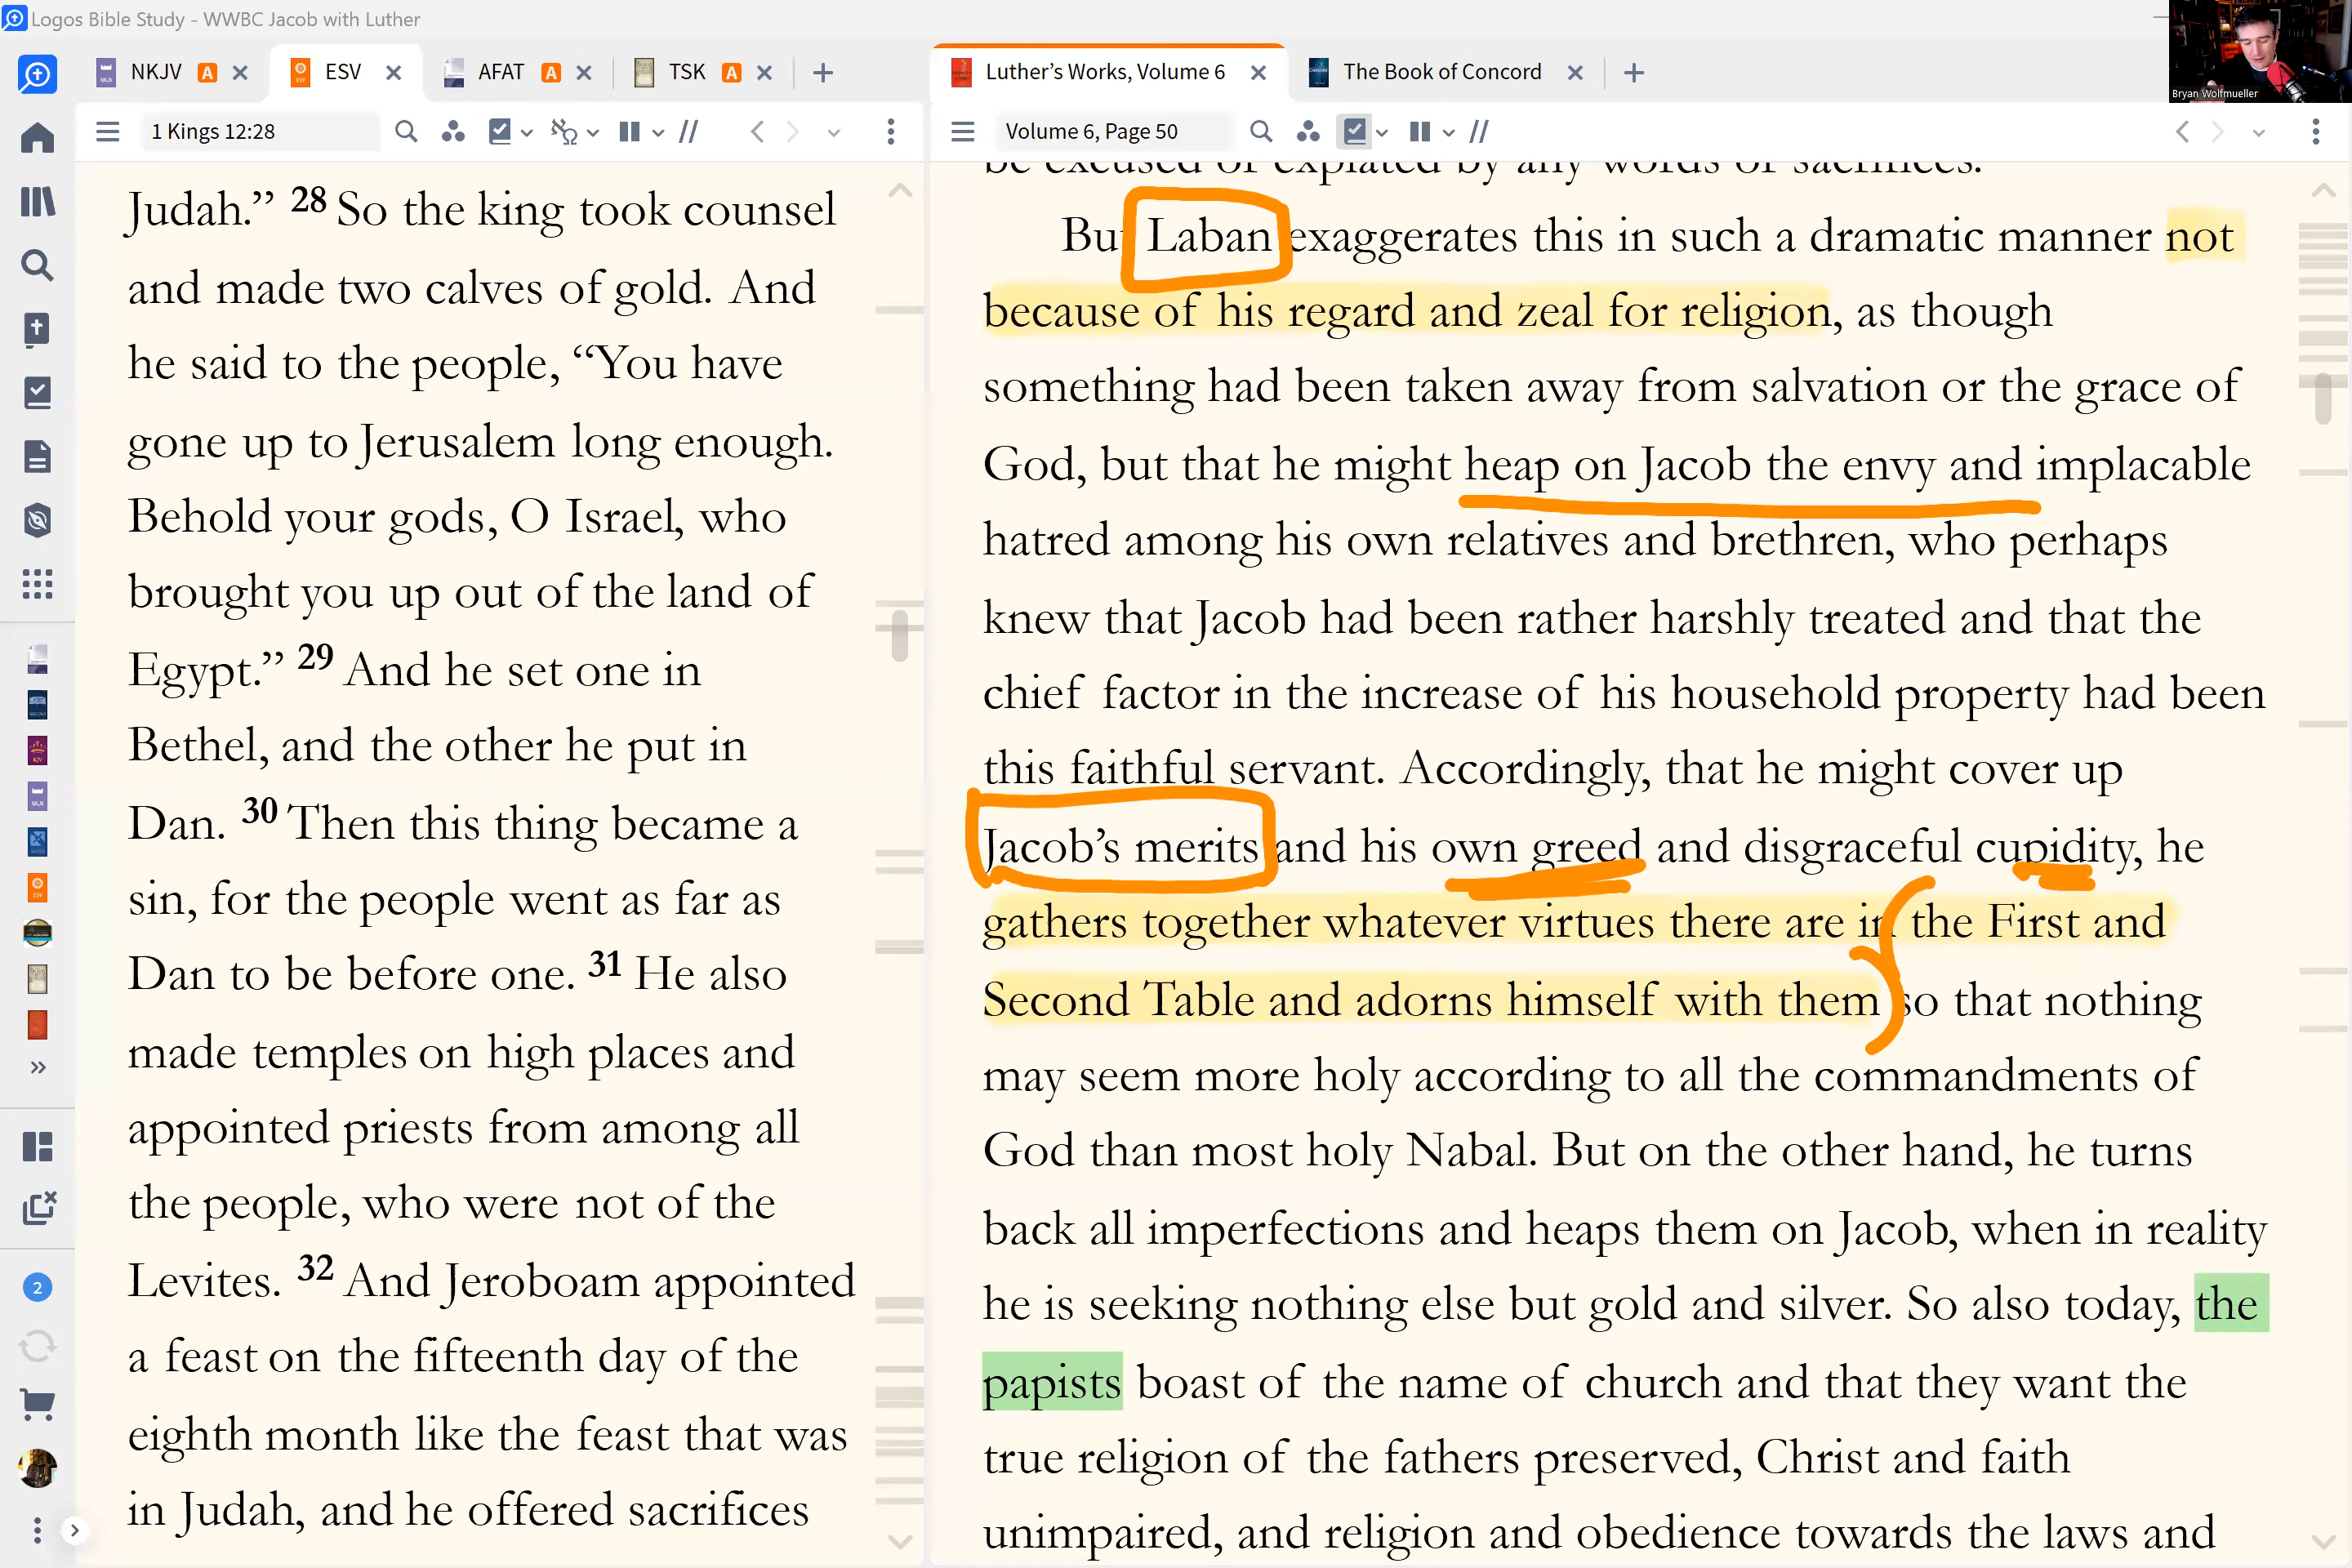 Logos Bible Study - WWBC Jacob with Luther
NKJV A
ESV
AFAT A
TSK A
Luther's Works, Volume 6
The Book of Concord
Bryan Wolfmueller
1 Kings 12:28
Volume 6, Page 50
Judah.” 28 So the king took counsel
and made two calves of gold. And
he said to the people, “You have
gone up to Jerusalem long enough.
Behold your gods, O Israel, who
brought you up out of the land of
Egypt.” 29 And he set one in
Bethel, and the other he put in
Dan. 30 Then this thing became a
sin, for the people went as far as
Dan to be before one. 31 He also
made temples on high places and
appointed priests from among all
the people, who were not of the
Levites. 32 And Jeroboam appointed
a feast on the fifteenth day of the
eighth month like the feast that was
in Judah, and he offered sacrifices
be excused or expiated by any words or sacrifices.
But Laban exaggerates this in such a dramatic manner not
because of his regard and zeal for religion, as though
something had been taken away from salvation or the grace of
God, but that he might heap on Jacob the envy and implacable
hatred among his own relatives and brethren, who perhaps
knew that Jacob had been rather harshly treated and that the
chief factor in the increase of his household property had been
this faithful servant. Accordingly, that he might cover up
Jacob’s merits and his own greed and disgraceful cupidity, he
gathers together whatever virtues there are in the First and
Second Table and adorns himself with them so that nothing
may seem more holy according to all the commandments of
God than most holy Nabal. But on the other hand, he turns
back all imperfections and heaps them on Jacob, when in reality
he is seeking nothing else but gold and silver. So also today, the
papists boast of the name of church and that they want the
true religion of the fathers preserved, Christ and faith
unimpaired, and religion and obedience towards the laws and
2